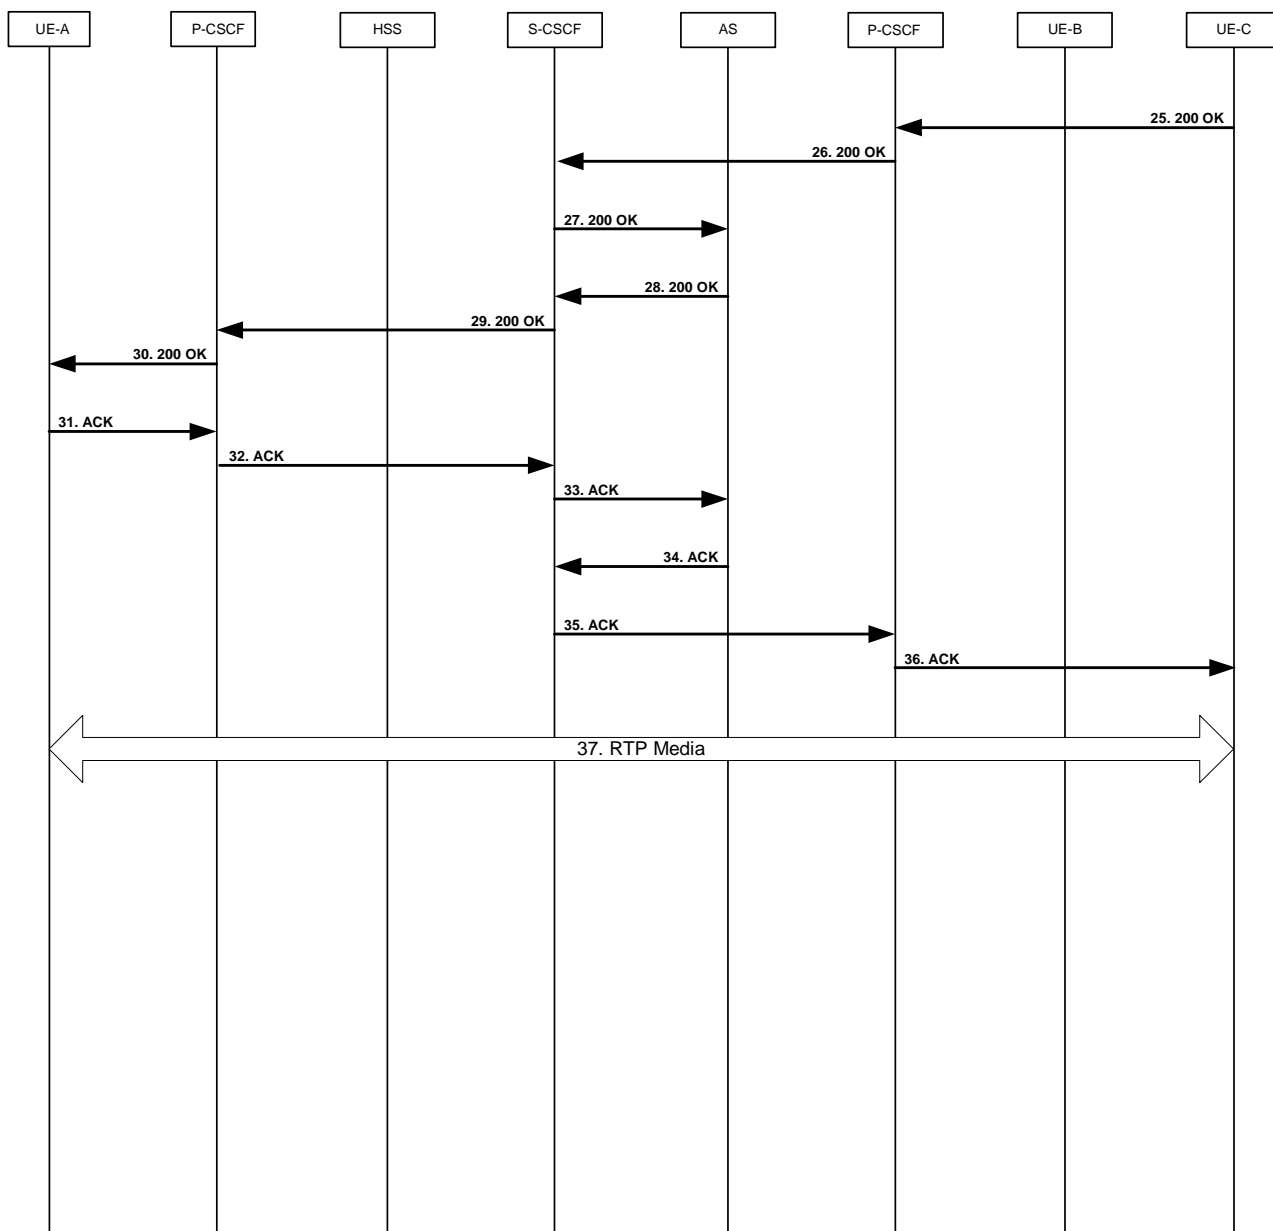 UE-A
P-CSCF
HSS
S-CSCF
AS
P-CSCF
UE-B
UE-C
25. 200 OK
26. 200 OK
27. 200 OK
28. 200 OK
29. 200 OK
30. 200 OK
31. ACK
32. ACK
33. ACK
34. ACK
35. ACK
36. ACK
37. RTP Media